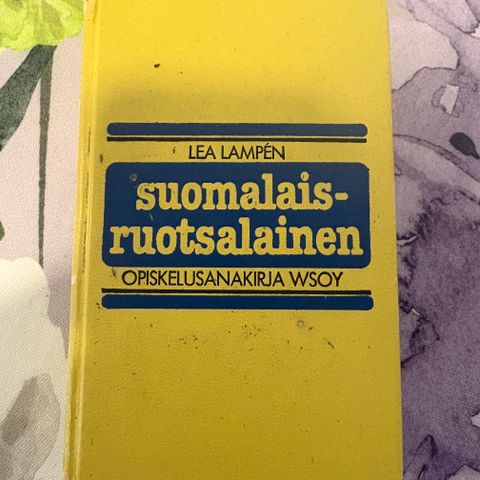 LEA LAMPÉN
suomalais-
ruotsalainen
OPISKELUSANAKIRJA WSOY